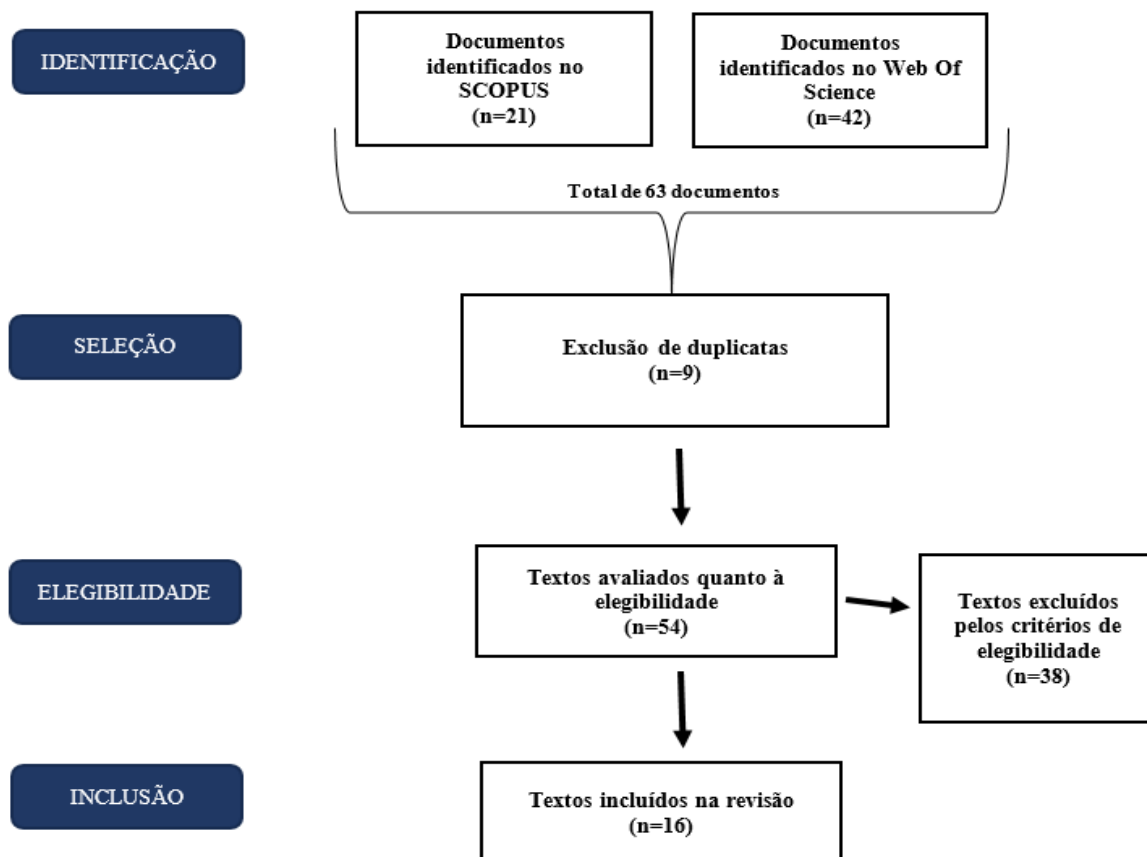 IDENTIFICAÇÃO
Documentos
identificados no
SCOPUS
(n=21)
Documentos
identificados no Web Of
Science
(n=42)
Total de 63 documentos
SELEÇÃO
Exclusão de duplicatas
(n=9)
ELEGIBILIDADE
Textos avaliados quanto à
elegibilidade
(n=54)
Textos excluídos
pelos critérios de
elegibilidade
(n=38)
INCLUSÃO
Textos incluídos na revisão
(n=16)